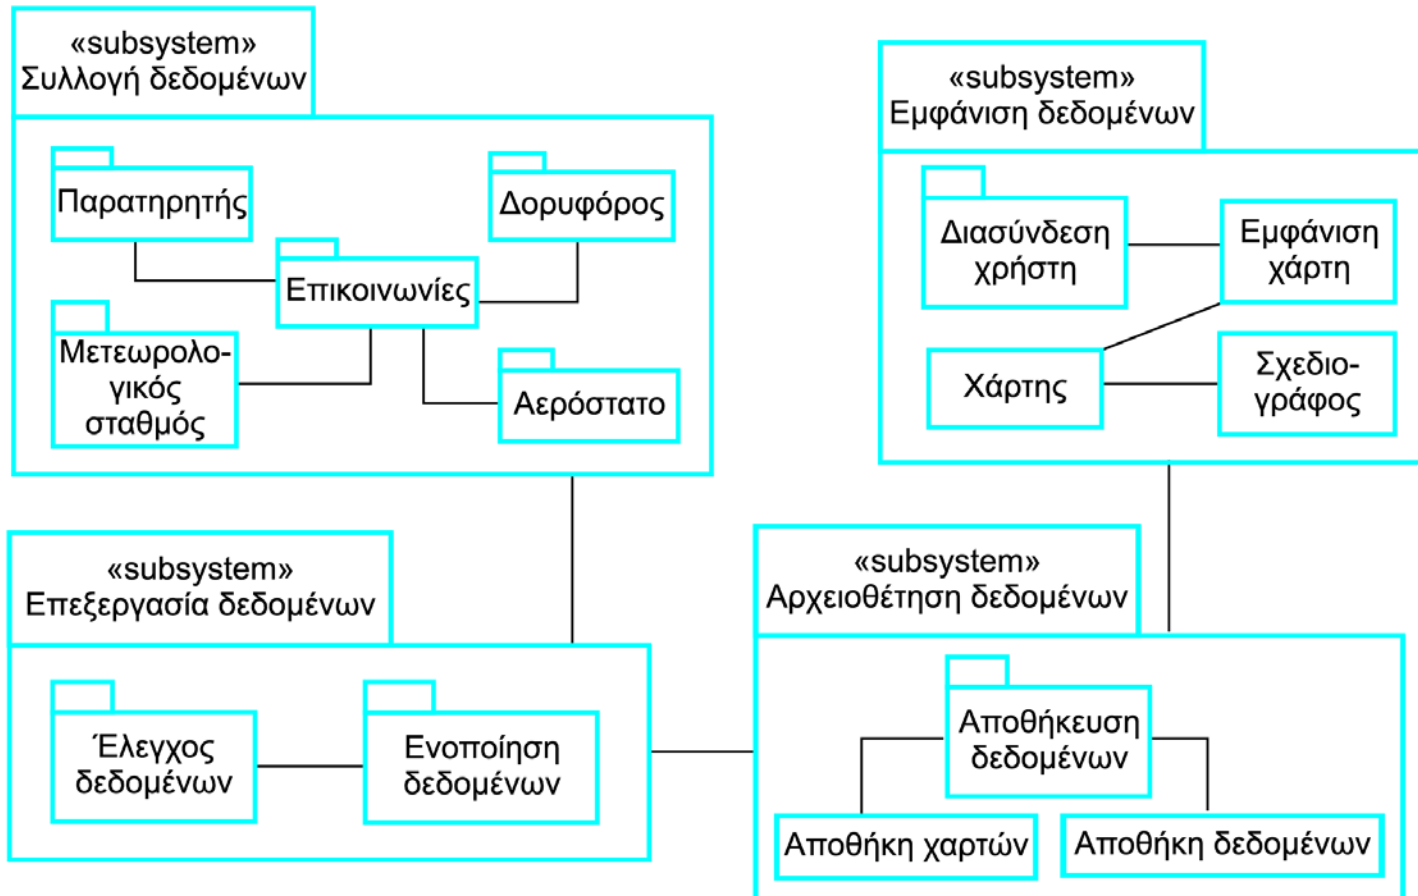 «subsystem»
Συλλογή δεδομένων
Παρατηρητής
Δορυφόρος
Επικοινωνίες
Μετεωρολο-
γικός
σταθμός
Αερόστατο
«subsystem»
Εμφάνιση δεδομένων
Διασύνδεση
χρήστη
Εμφάνιση
χάρτη
Χάρτης
Σχεδιο-
γράφος
«subsystem»
Επεξεργασία δεδομένων
Έλεγχος
δεδομένων
Ενοποίηση
δεδομένων
«subsystem»
Αρχειοθέτηση δεδομένων
Αποθήκευση
δεδομένων
Αποθήκη χαρτών
Αποθήκη δεδομένων